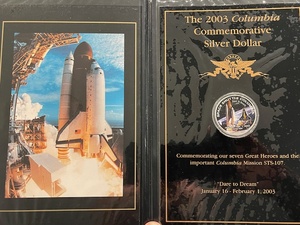 The 2003 Columbia
Commemorative
Silver Dollar
Commemorating our seven Great Heroes and the
important Columbia Mission STS-107
"Dare to Dream"
January 16 - February 1, 2003